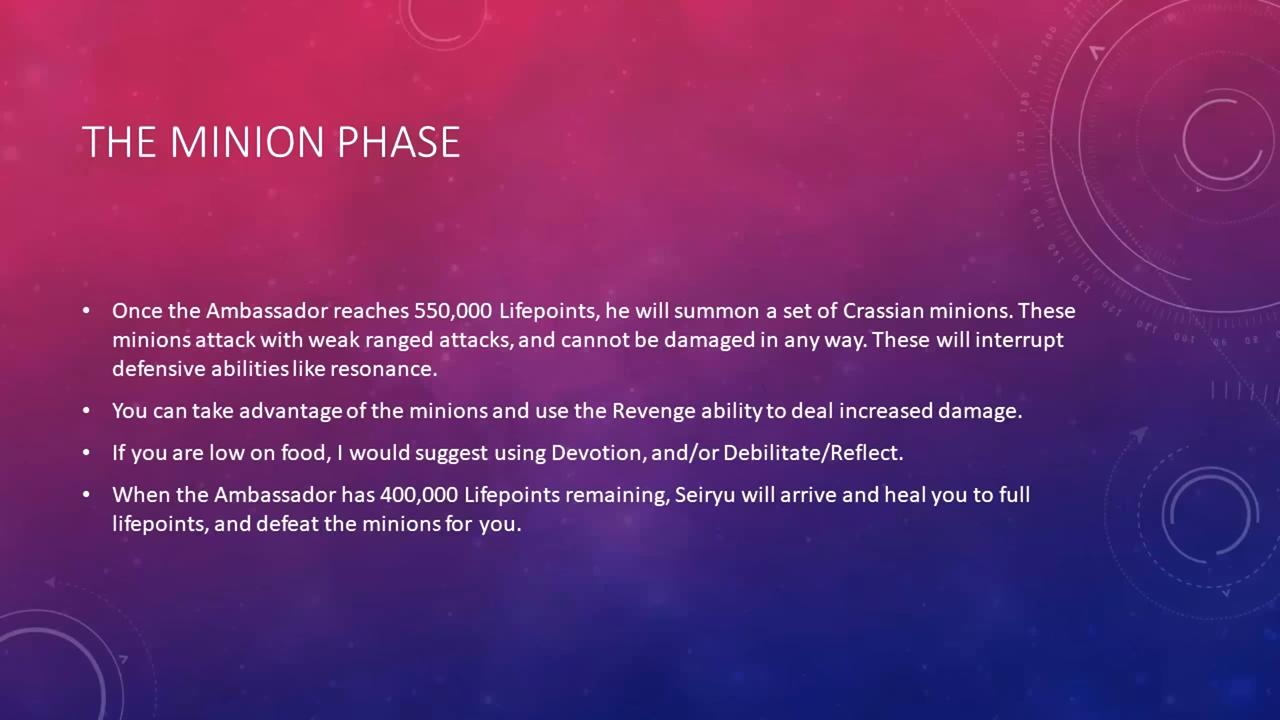 THE MINION PHASE
• Once the Ambassador reaches 550,000 Lifepoints, he will summon a set of Crassian minions. These
minions attack with weak ranged attacks, and cannot be damaged in any way. These will interrupt
defensive abilities like resonance.
• You can take advantage of the minions and use the Revenge ability to deal increased damage.
• If you are low on food, I would suggest using Devotion, and/or Debilitate/Reflect.
• When the Ambassador has 400,000 Lifepoints remaining, Seiryu will arrive and heal you to full
lifepoints, and defeat the minions for you.